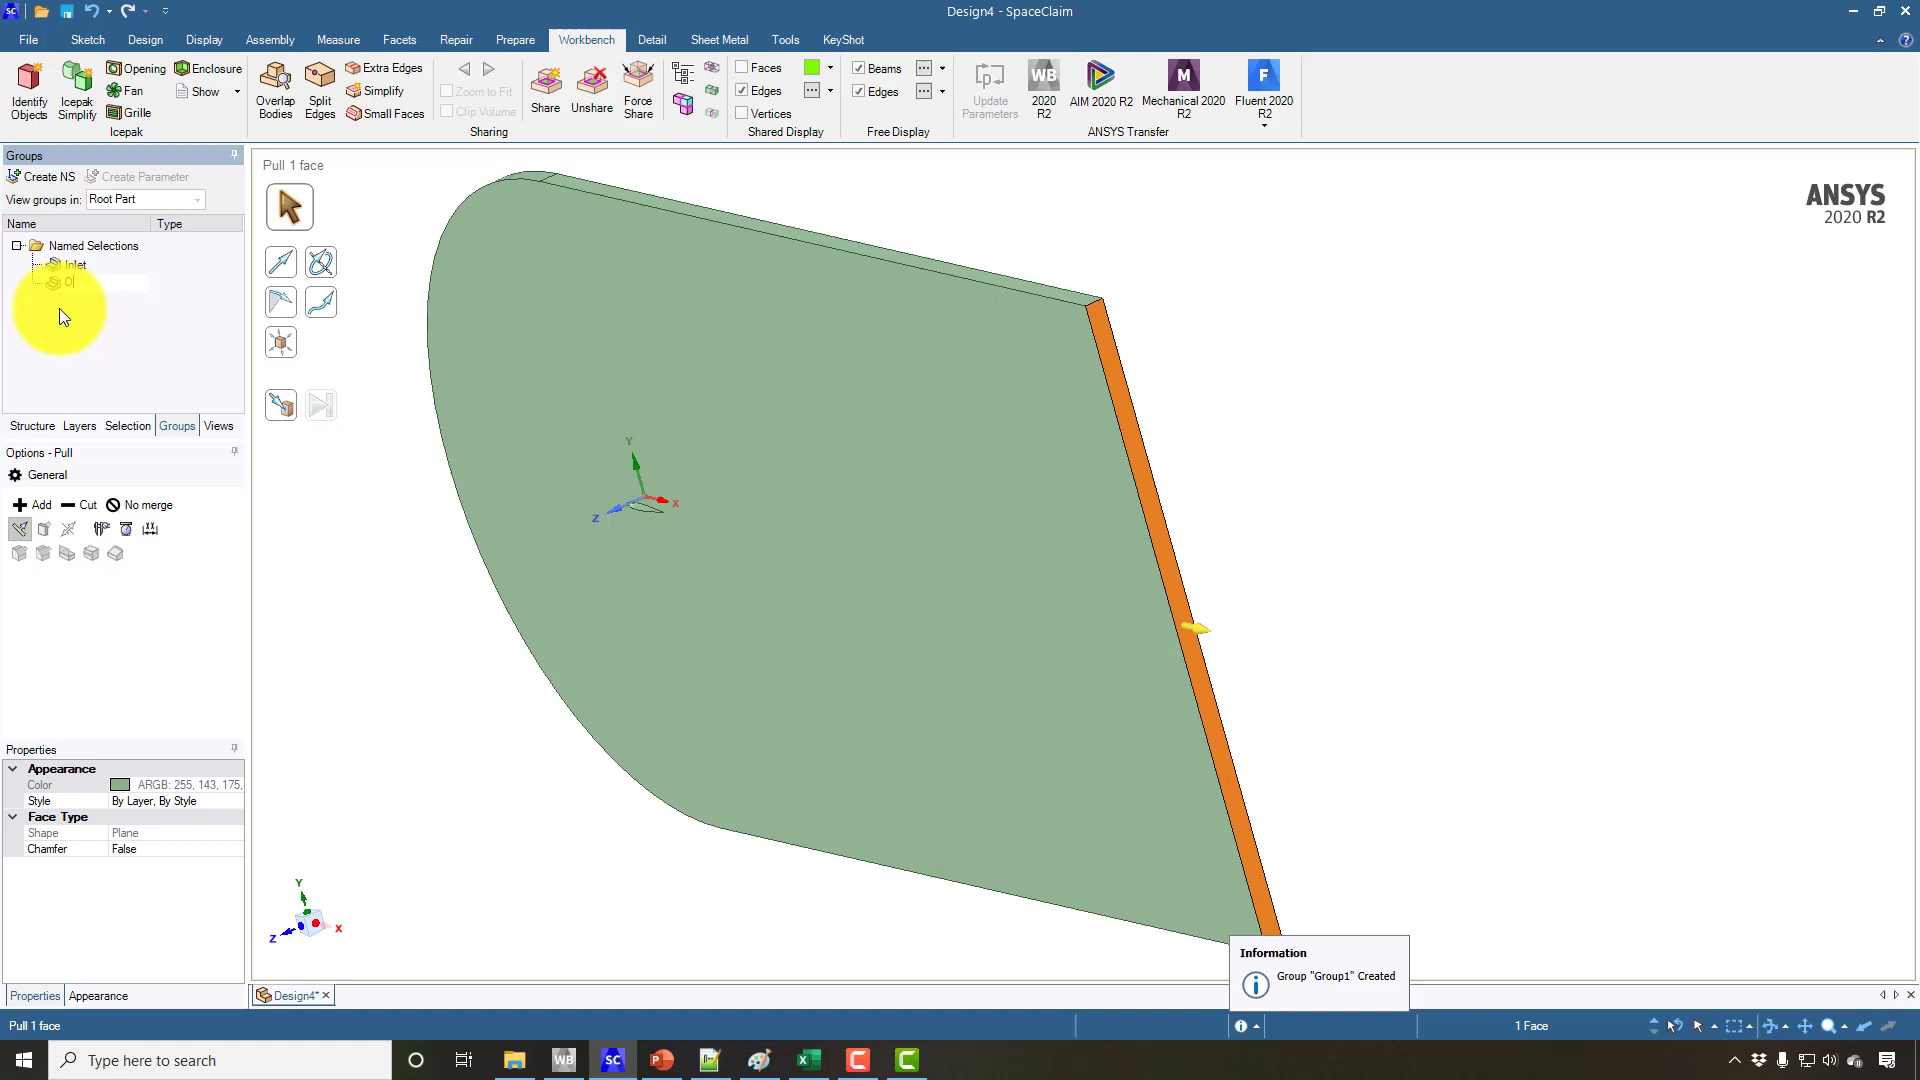 Design4 - SpaceClaim
File Sketch Design Display Assembly Measure Facets Repair Prepare Workbench Detail Sheet Metal Tools KeyShot
Identify Objects
Icepak Simplify
Opening
Fan
Grille
Enclosure
Show
Icepak
Overlap Bodies
Split Edges
Extra Edges
Simplify
Small Faces
Zoom to Fit
Clip Volume
Share
Unshare
Force Share
Sharing
Faces
Edges
Vertices
Shared Display
Beams
Edges
Free Display
Update Parameters
WB
2020 R2
AIM 2020 R2
M
Mechanical 2020 R2
F
Fluent 2020 R2
ANSYS Transfer
Groups
Create NS Create Parameter
View groups in: Root Part
Name Type
Named Selections
Inlet
O
Structure Layers Selection Groups Views
Options - Pull
General
Add Cut No merge
Properties
Appearance
Color ARGB: 255, 143, 175,
Style By Layer, By Style
Face Type
Shape Plane
Chamfer False
Properties Appearance
Pull 1 face
ANSYS
2020 R2
Y
X
Z
Y
X
Z
Information
Group "Group1" Created
Design4*
Pull 1 face
1 Face
Type here to search
WB
SC